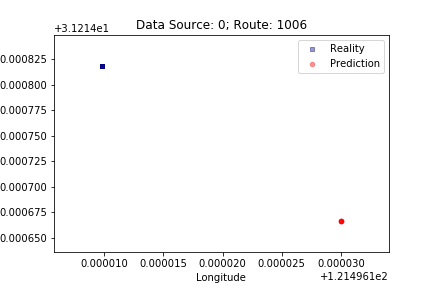 +3.1214e1
Data Source: 0; Route: 1006
Reality
Prediction
0.000825
0.000800
0.000775
0.000750
0.000725
0.000700
0.000675
0.000650
0.000010
0.000015
0.000020
0.000025
0.000030
Longitude
+1.214961e2